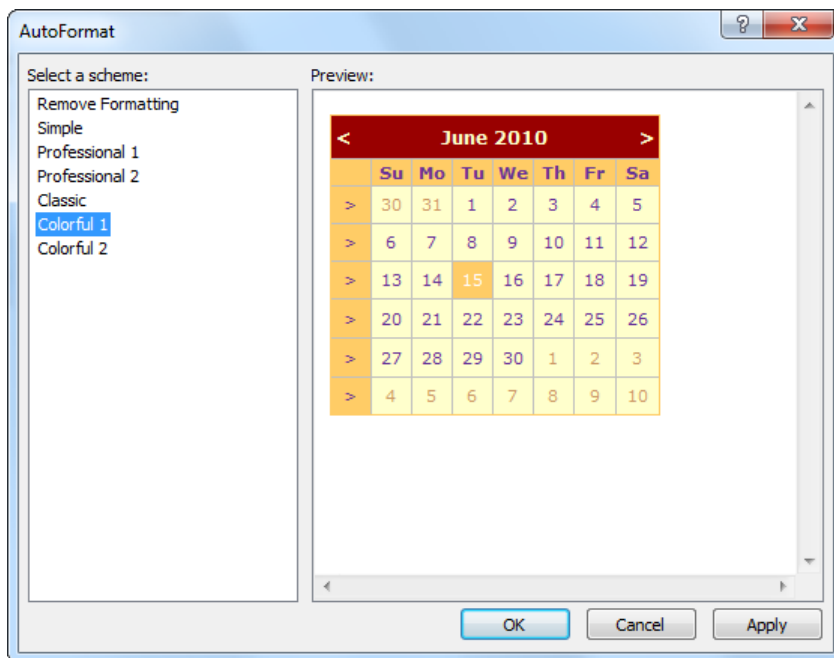 AutoFormat
Select a scheme:
Remove Formatting
Simple
Professional 1
Professional 2
Classic
Colorful 1
Colorful 2
Preview:
< June 2010 >
Su Mo Tu We Th Fr Sa
> 30 31 1 2 3 4 5
> 6 7 8 9 10 11 12
> 13 14 15 16 17 18 19
> 20 21 22 23 24 25 26
> 27 28 29 30 1 2 3
> 4 5 6 7 8 9 10
OK Cancel Apply